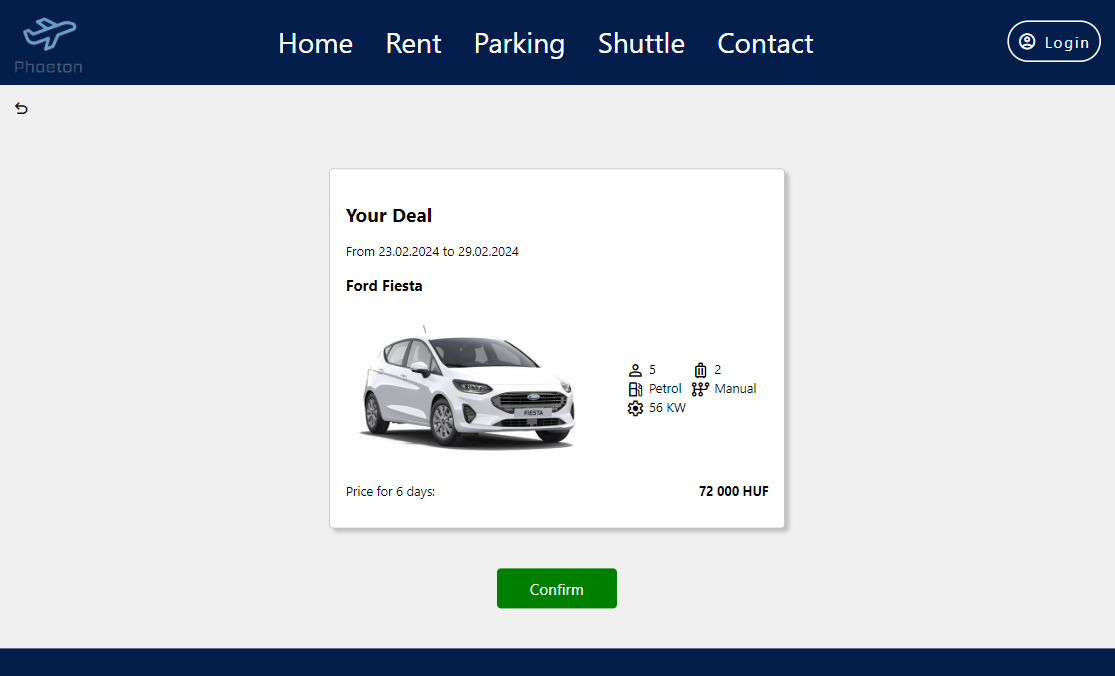 Home Rent Parking Shuttle Contact
Login
Phaeton
Your Deal
From 23.02.2024 to 29.02.2024
Ford Fiesta
5 2
Petrol Manual
56 KW
FIESTA
Price for 6 days: 72 000 HUF
Confirm